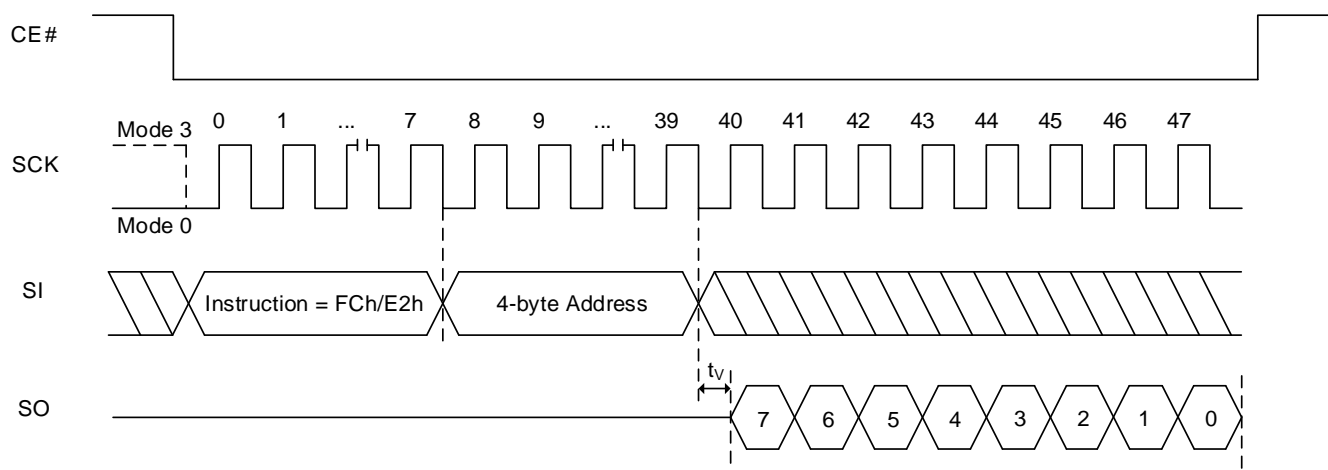 CE#
Mode 3 0 1 ... 7 8 9 ... 39 40 41 42 43 44 45 46 47
SCK
Mode 0
SI
Instruction = FCh/E2h 4-byte Address
tV
SO
7 6 5 4 3 2 1 0